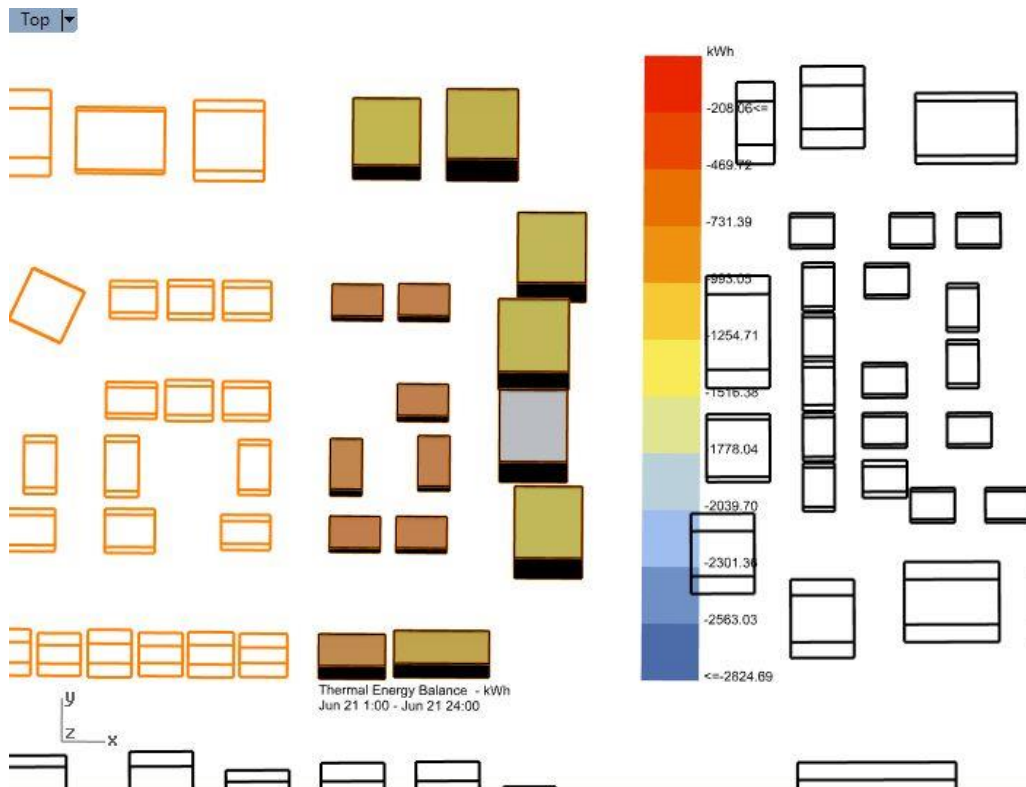 Top
kWh
-208.06<=
-469.72
-731.39
-993.05
-1254.71
-1516.38
-1778.04
-2039.70
-2301.36
-2563.03
<=-2824.69
Thermal Energy Balance - kWh
Jun 21 1:00 - Jun 21 24:00
y
z x